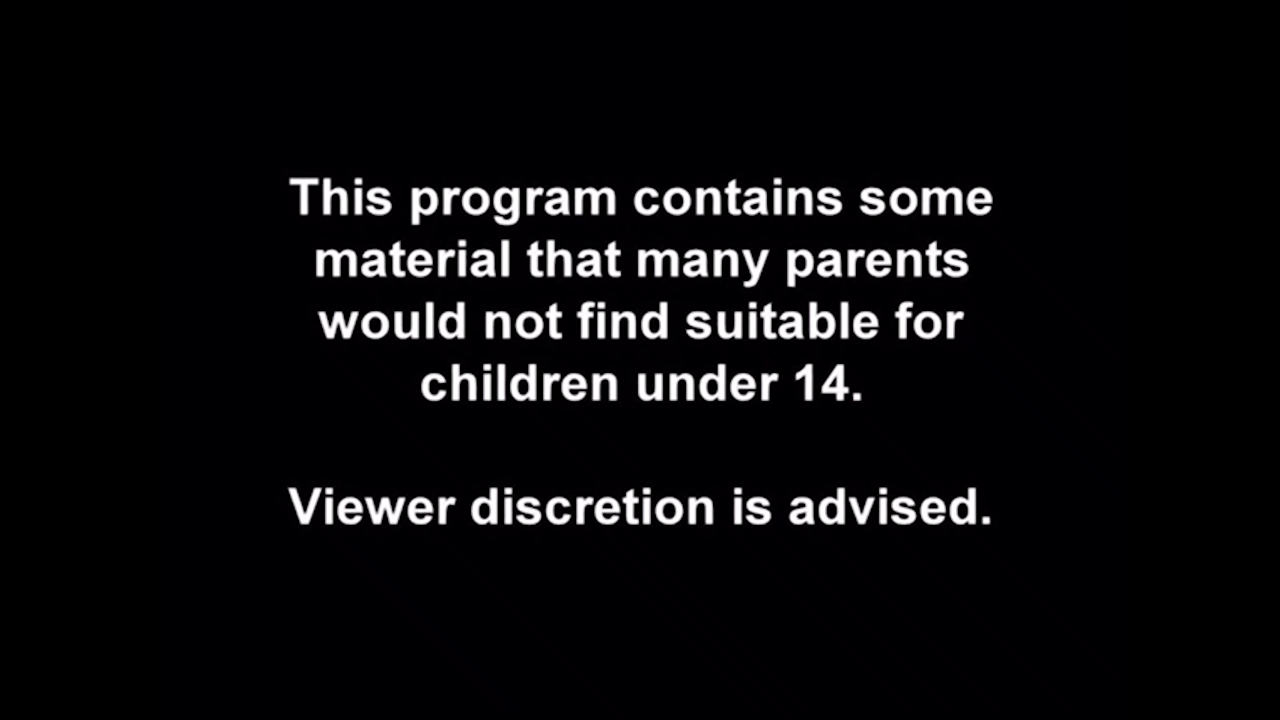 This program contains some
material that many parents
would not find suitable for
children under 14.
Viewer discretion is advised.